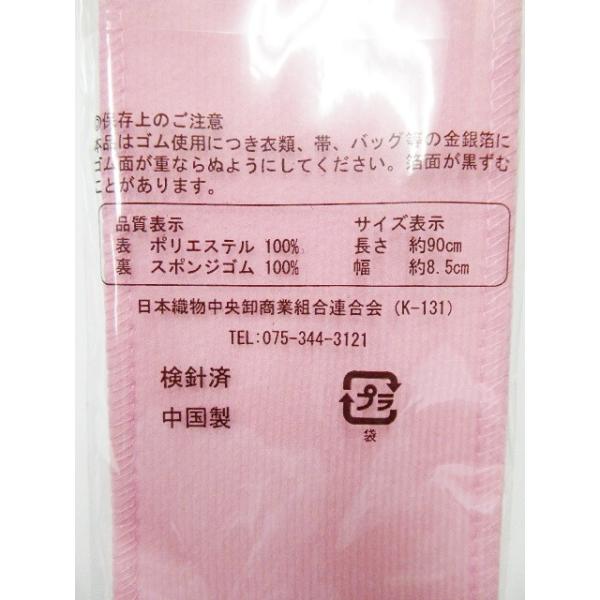 ◎保存上のご注意
本品はゴム使用につき衣類、帯、バッグ等の金銀箔に
ゴム面が重ならぬようにしてください。箔面が黒ずむ
ことがあります。
品質表示 サイズ表示
表 ポリエステル 100% 長さ 約90cm
裏 スポンジゴム 100% 幅 約8.5cm
日本織物中央卸商業組合連合会 (K-131)
TEL:075-344-3121
検針済
中国製
プラ
袋